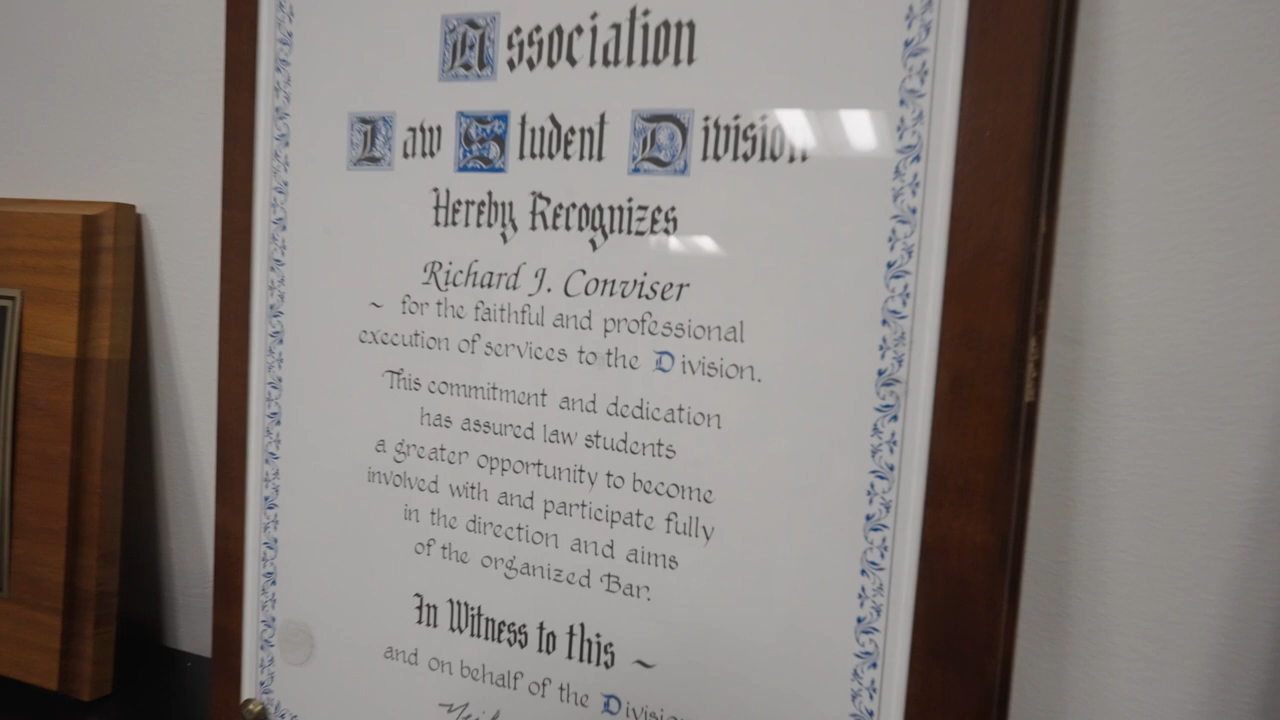 Association
Law Student Division
Hereby Recognizes
Richard J. Conviser
~ for the faithful and professional
execution of services to the Division.
This commitment and dedication
has assured law students
a greater opportunity to become
involved with and participate fully
in the direction and aims
of the organized Bar.
In Witness to this ~
and on behalf of the Division